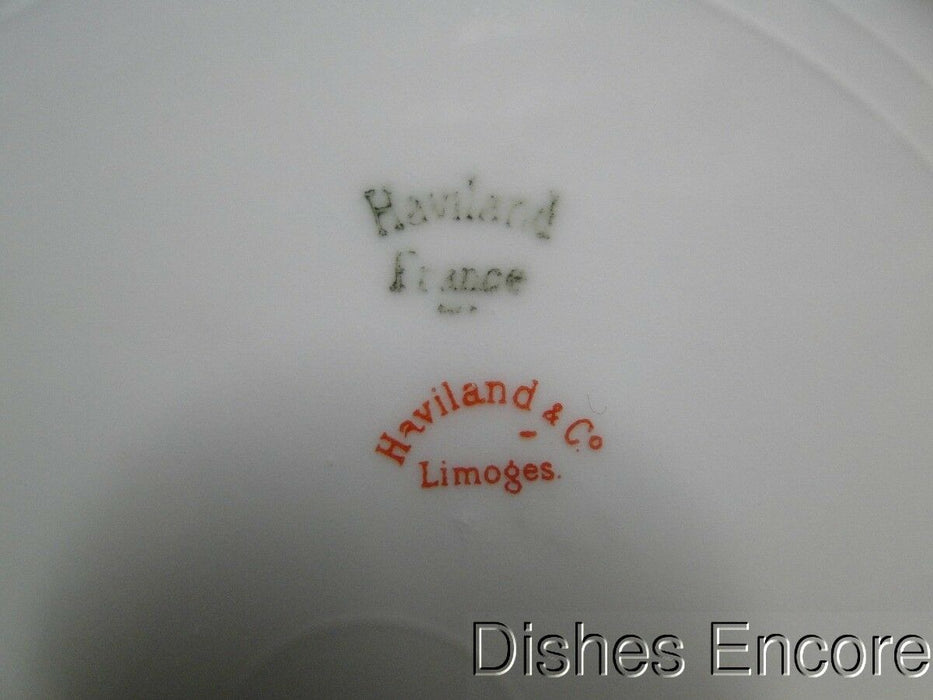 Haviland
France
Haviland & Co
Limoges.
Dishes Encore